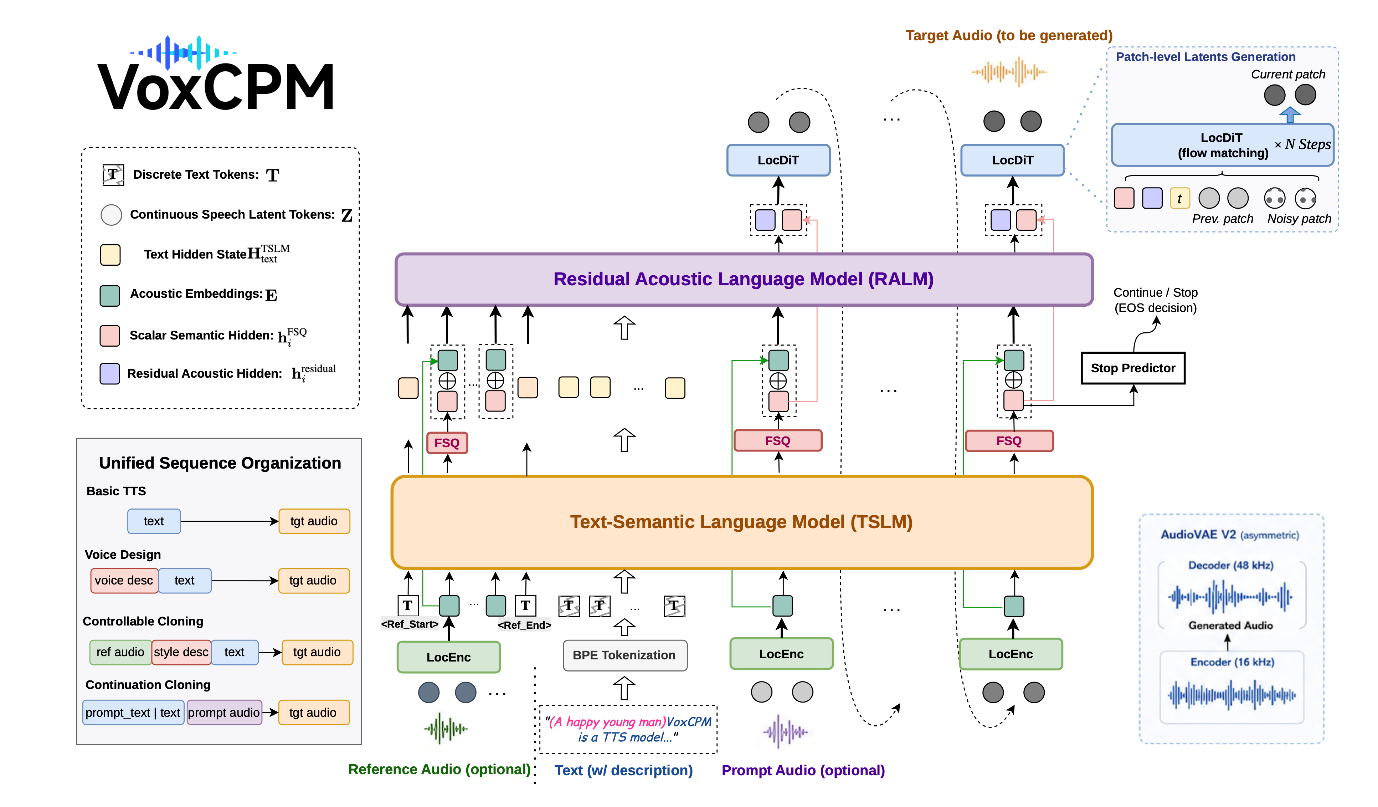 VoxCPM
Discrete Text Tokens: T
Continuous Speech Latent Tokens: Z
Text Hidden State H_text^TSLM
Acoustic Embeddings: E
Scalar Semantic Hidden: h_i^FSQ
Residual Acoustic Hidden: h_i^residual
Unified Sequence Organization
Basic TTS
text
tgt audio
Voice Design
voice desc
text
tgt audio
Controllable Cloning
ref audio
style desc
text
tgt audio
Continuation Cloning
prompt_text | text
prompt audio
tgt audio
Target Audio (to be generated)
...
LocDiT
LocDiT
Residual Acoustic Language Model (RALM)
...
...
...
FSQ
FSQ
FSQ
Text-Semantic Language Model (TSLM)
T
...
T
T
T
...
T
...
<Ref_Start>
<Ref_End>
LocEnc
BPE Tokenization
LocEnc
LocEnc
...
"(A happy young man)VoxCPM
is a TTS model..."
Reference Audio (optional)
Text (w/ description)
Prompt Audio (optional)
Patch-level Latents Generation
Current patch
LocDiT
(flow matching)
× N Steps
t
Prev. patch
Noisy patch
Continue / Stop
(EOS decision)
Stop Predictor
AudioVAE V2 (asymmetric)
Decoder (48 kHz)
Generated Audio
Encoder (16 kHz)